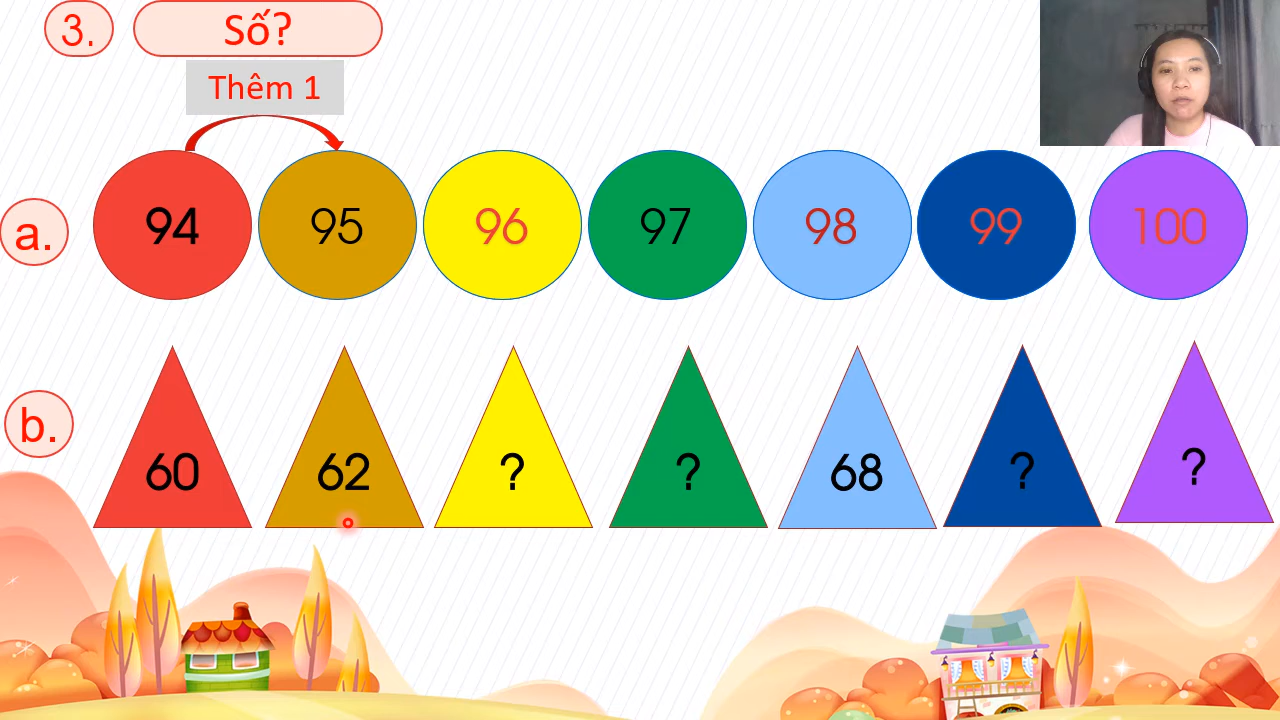 3. Số?
Thêm 1
a. 94 95 96 97 98 99 100
b. 60 62 ? ? 68 ? ?